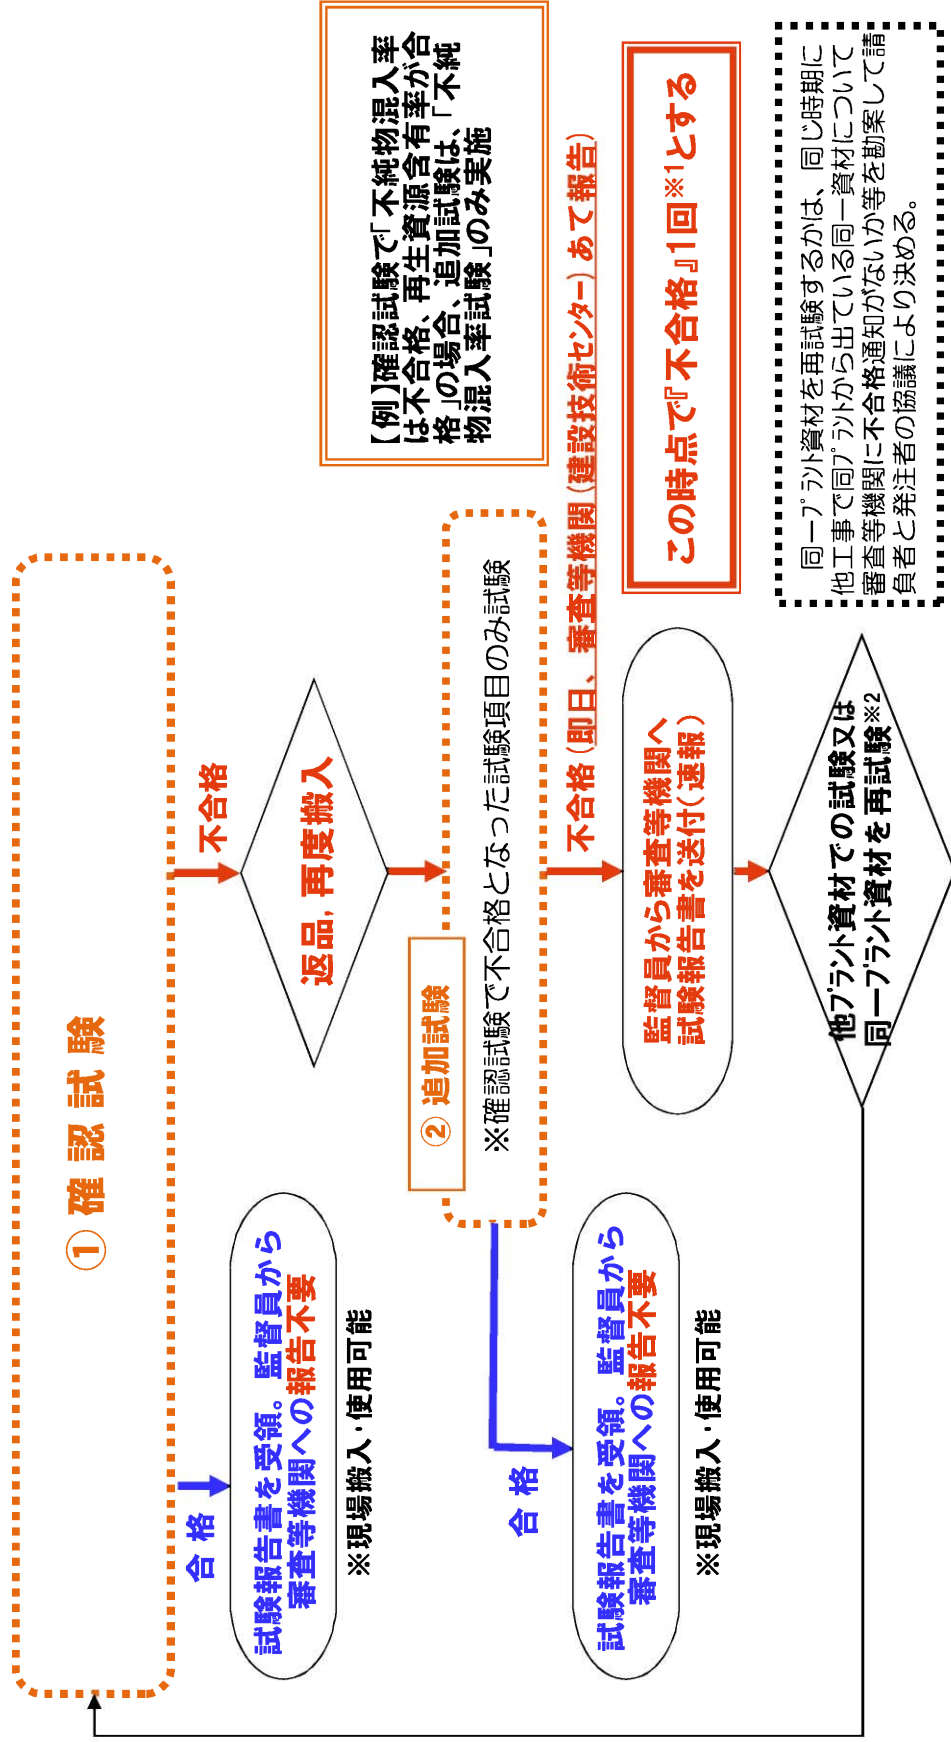 ① 確 認 試 験
合 格
不合格
試験報告書を受領。監督員から
審査等機関への報告不要
※現場搬入・使用可能
返品，再度搬入
【例】確認試験で「不純物混入率
は不合格、再生資源含有率が合
格」の場合、追加試験は、「不純
物混入率試験」のみ実施
② 追加試験
※確認試験で不合格となった試験項目のみ試験
合 格
不合格（即日、審査等機関（建設技術センター）あて報告）
試験報告書を受領。監督員から
審査等機関への報告不要
※現場搬入・使用可能
監督員から審査等機関へ
試験報告書を送付（速報）
この時点で『不合格』1回※1とする
他プラント資材での試験又は
同一プラント資材を再試験※2
同一プラント資材を再試験するかは、同じ時期に
他工事で同プラントから出ている同一資材について
審査等機関に不合格通知がないか等を勘案して請
負者と発注者の協議により決める。